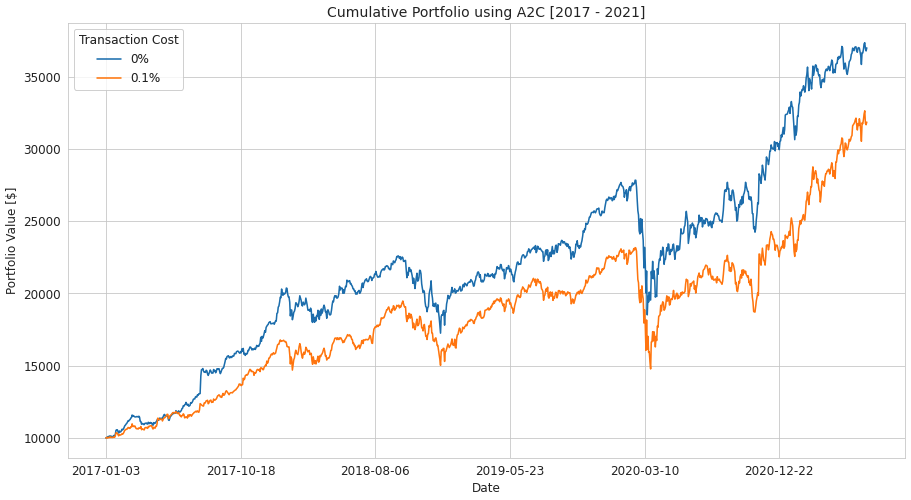 Cumulative Portfolio using A2C [2017 - 2021]
Transaction Cost
0%
0.1%
Portfolio Value [$]
35000
30000
25000
20000
15000
10000
2017-01-03 2017-10-18 2018-08-06 2019-05-23 2020-03-10 2020-12-22
Date